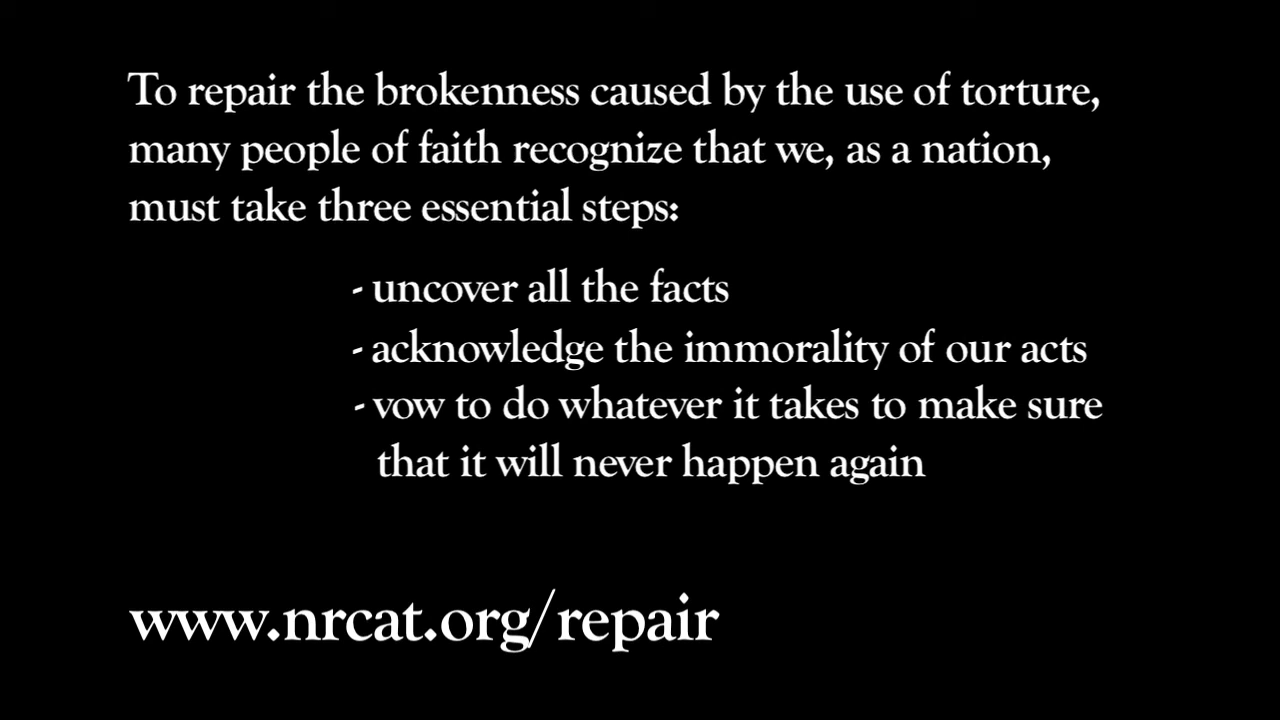 To repair the brokenness caused by the use of torture,
many people of faith recognize that we, as a nation,
must take three essential steps:
- uncover all the facts
- acknowledge the immorality of our acts
- vow to do whatever it takes to make sure
that it will never happen again
www.nrcat.org/repair